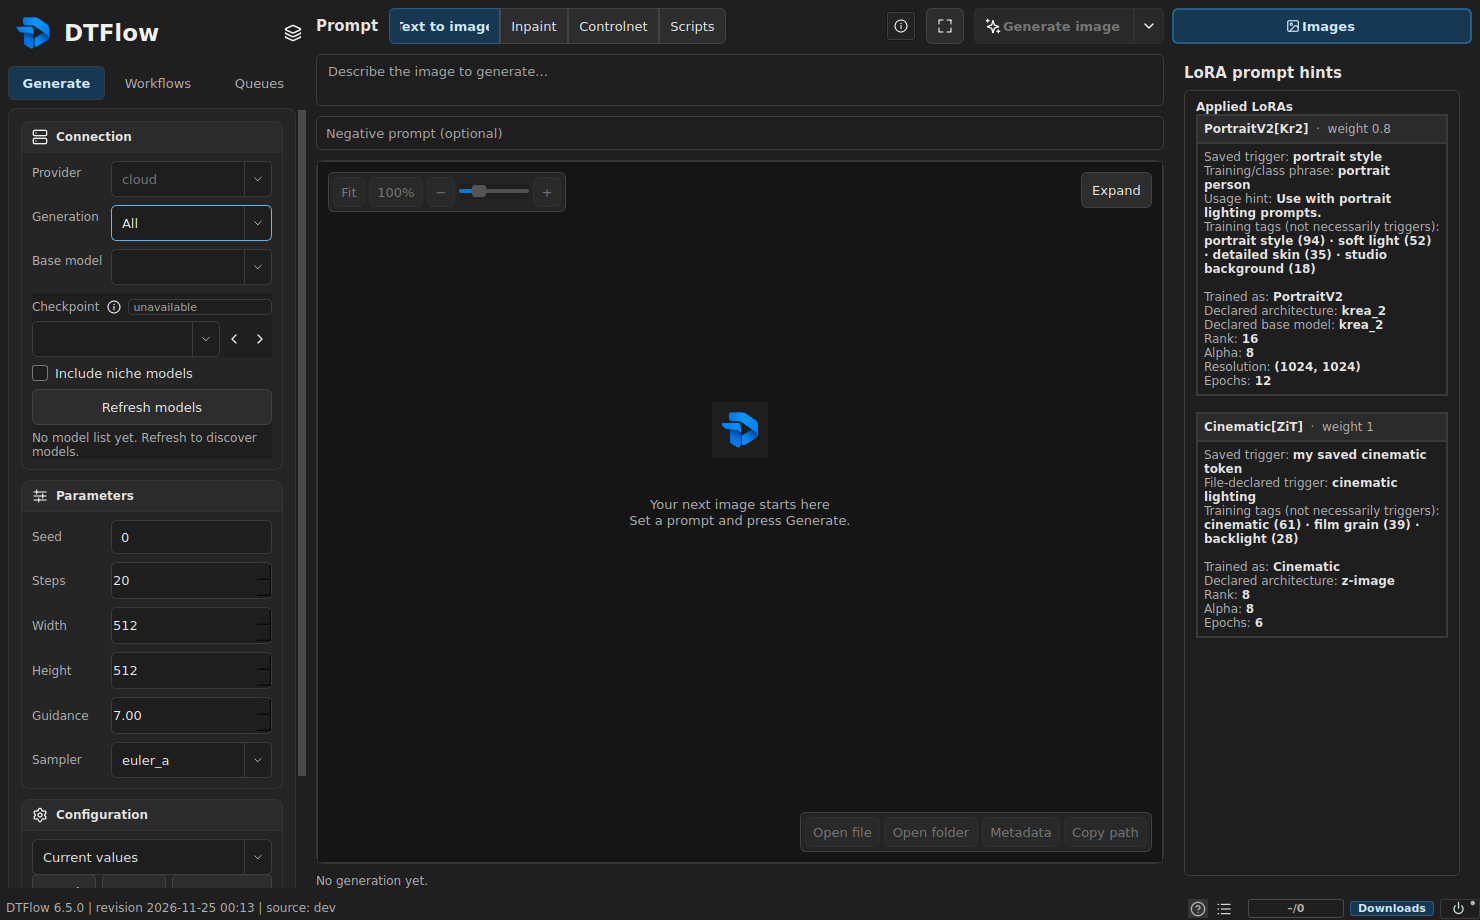 DTFlow
Generate
Workflows
Queues
Connection
Provider
cloud
Generation
All
Base model
Checkpoint
unavailable
Include niche models
Refresh models
No model list yet. Refresh to discover
models.
Parameters
Seed
0
Steps
20
Width
512
Height
512
Guidance
7.00
Sampler
euler_a
Configuration
Current values
Prompt
Text to image
Inpaint
Controlnet
Scripts
Generate image
Describe the image to generate...
Negative prompt (optional)
Fit
100%
−
+
Expand
Your next image starts here
Set a prompt and press Generate.
Open file
Open folder
Metadata
Copy path
No generation yet.
Images
LoRA prompt hints
Applied LoRAs
PortraitV2[Kr2] · weight 0.8
Saved trigger: portrait style
Training/class phrase: portrait
person
Usage hint: Use with portrait
lighting prompts.
Training tags (not necessarily triggers):
portrait style (94) · soft light (52)
· detailed skin (35) · studio
background (18)
Trained as: PortraitV2
Declared architecture: krea_2
Declared base model: krea_2
Rank: 16
Alpha: 8
Resolution: (1024, 1024)
Epochs: 12
Cinematic[ZiT] · weight 1
Saved trigger: my saved cinematic
token
File-declared trigger: cinematic
lighting
Training tags (not necessarily triggers):
cinematic (61) · film grain (39) ·
backlight (28)
Trained as: Cinematic
Declared architecture: z-image
Rank: 8
Alpha: 8
Epochs: 6
DTFlow 6.5.0 | revision 2026-11-25 00:13 | source: dev
-/0
Downloads